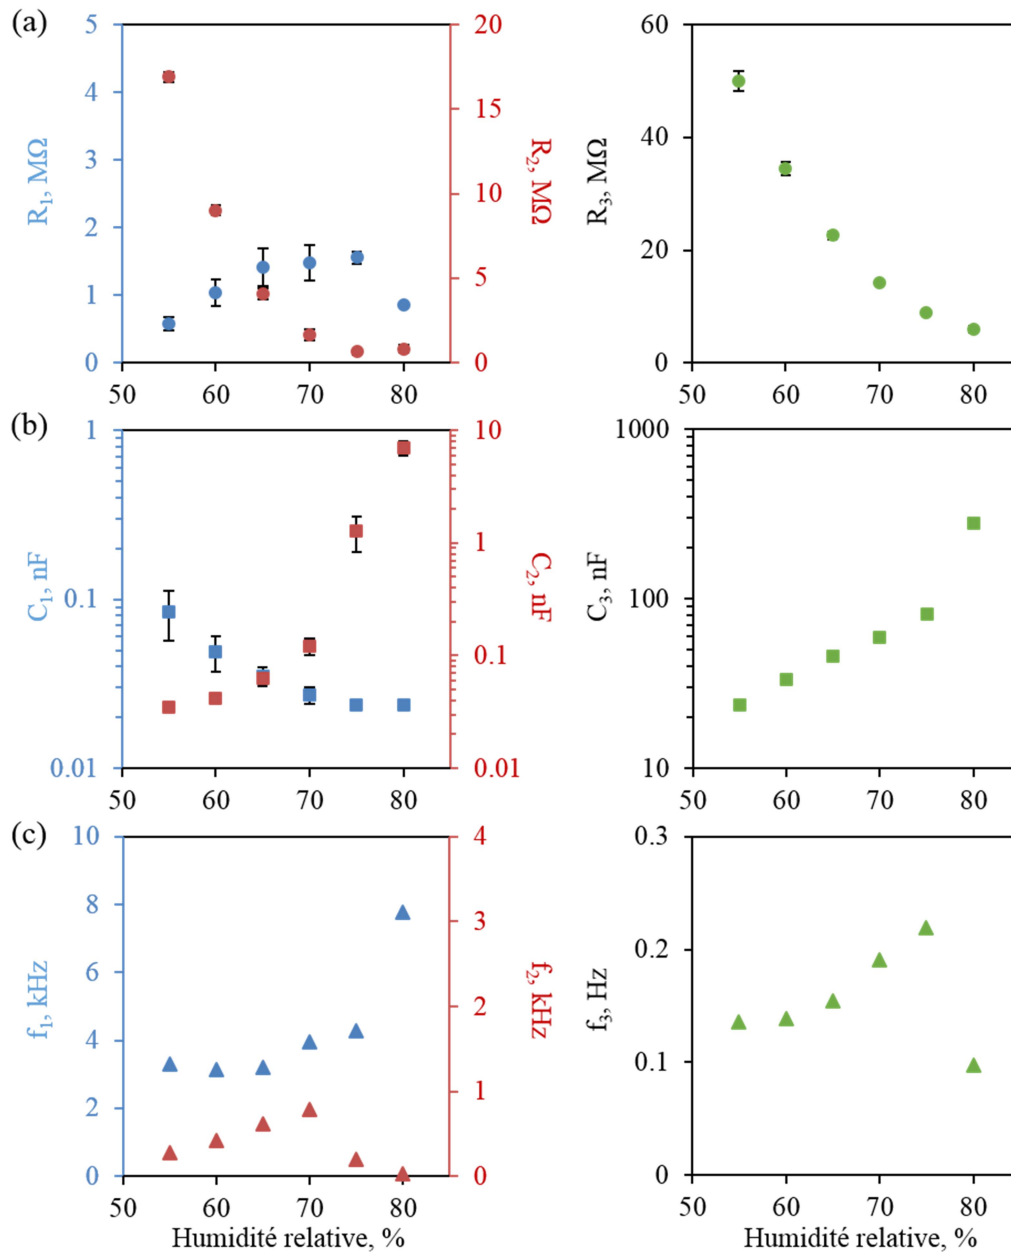 (a)
5
4
3
2
1
0
R1, MΩ
20
15
10
5
0
R2, MΩ
50 60 70 80
60
40
20
0
R3, MΩ
50 60 70 80
(b)
1
0.1
0.01
C1, nF
10
1
0.1
0.01
C2, nF
50 60 70 80
1000
100
10
C3, nF
50 60 70 80
(c)
10
8
6
4
2
0
f1, kHz
4
3
2
1
0
f2, kHz
50 60 70 80
Humidité relative, %
0.3
0.2
0.1
0
f3, Hz
50 60 70 80
Humidité relative, %